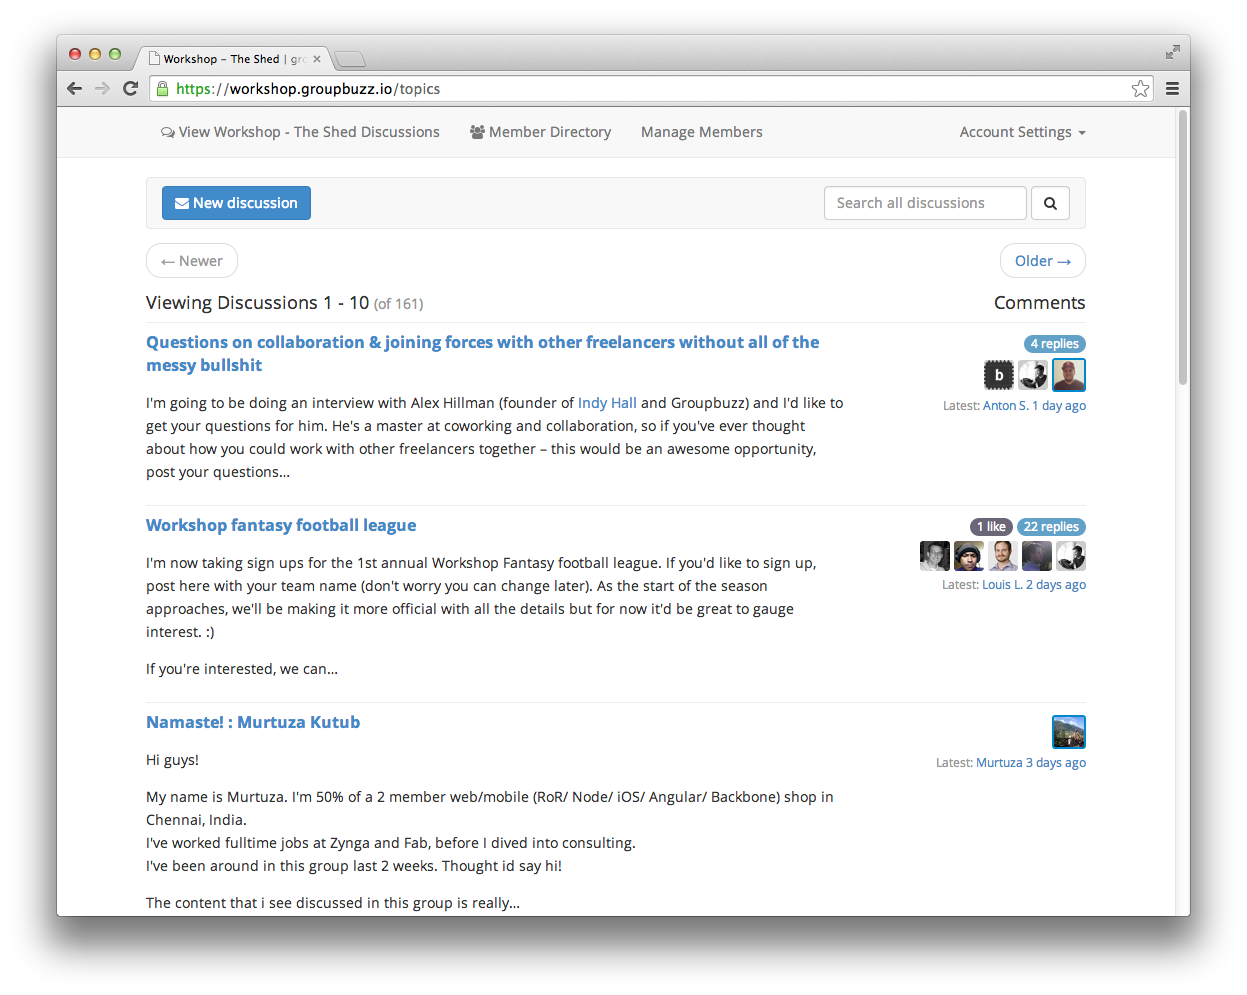 Workshop – The Shed | gro
https://workshop.groupbuzz.io/topics
View Workshop - The Shed Discussions Member Directory Manage Members Account Settings
New discussion Search all discussions
← Newer Older →
Viewing Discussions 1 - 10 (of 161) Comments
Questions on collaboration & joining forces with other freelancers without all of the
messy bullshit
4 replies
b
Latest: Anton S. 1 day ago
I'm going to be doing an interview with Alex Hillman (founder of Indy Hall and Groupbuzz) and I'd like to
get your questions for him. He's a master at coworking and collaboration, so if you've ever thought
about how you could work with other freelancers together – this would be an awesome opportunity,
post your questions...
Workshop fantasy football league
1 like 22 replies
Latest: Louis L. 2 days ago
I'm now taking sign ups for the 1st annual Workshop Fantasy football league. If you'd like to sign up,
post here with your team name (don't worry you can change later). As the start of the season
approaches, we'll be making it more official with all the details but for now it'd be great to gauge
interest. :)
If you're interested, we can...
Namaste! : Murtuza Kutub
Latest: Murtuza 3 days ago
Hi guys!
My name is Murtuza. I'm 50% of a 2 member web/mobile (RoR/ Node/ iOS/ Angular/ Backbone) shop in
Chennai, India.
I've worked fulltime jobs at Zynga and Fab, before I dived into consulting.
I've been around in this group last 2 weeks. Thought id say hi!
The content that i see discussed in this group is really...